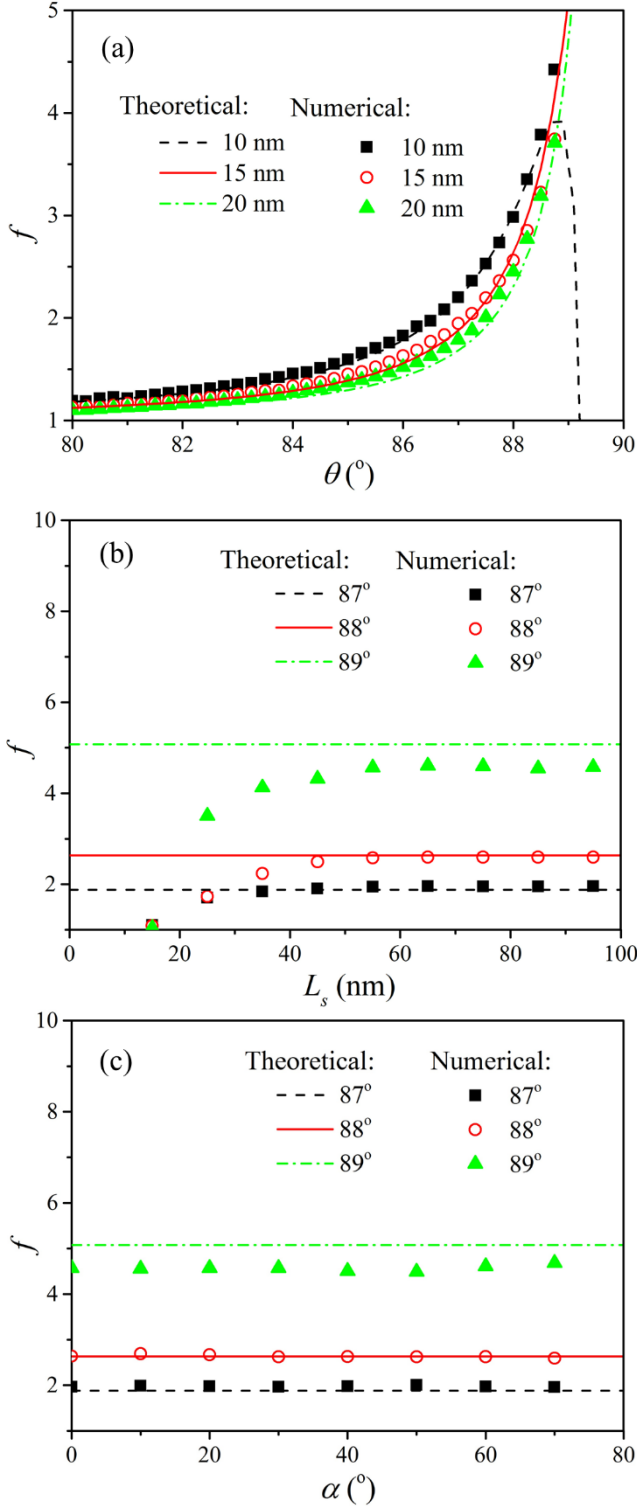 5
(a)
Theoretical: Numerical:
4
10 nm 10 nm
15 nm 15 nm
20 nm 20 nm
f
3
2
1
80 82 84 86 88 90
θ (°)
10
(b)
Theoretical: Numerical:
8
87° 87°
88° 88°
6
89° 89°
f
4
2
0 20 40 60 80 100
Lₛ (nm)
10
(c)
Theoretical: Numerical:
8
87° 87°
88° 88°
6
89° 89°
f
4
2
0 20 40 60 80
α (°)